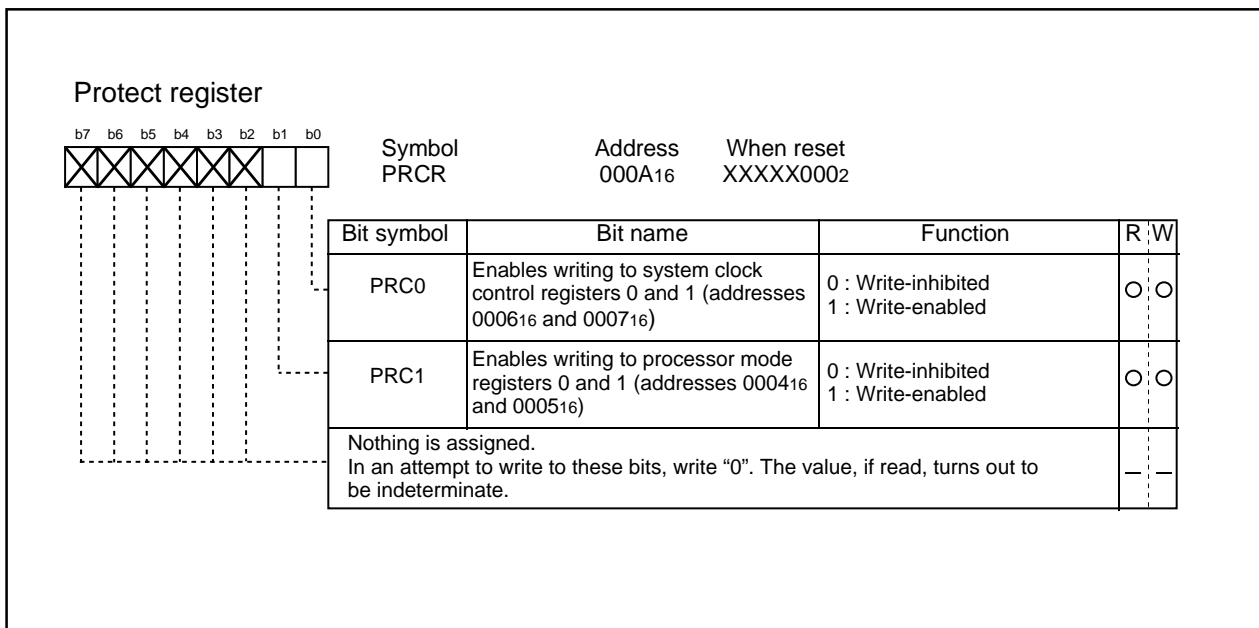 Protect register
b7 b6 b5 b4 b3 b2 b1 b0
Symbol Address When reset
PRCR 000A16 XXXXX0002
Bit symbol Bit name Function R W
PRC0
Enables writing to system clock
control registers 0 and 1 (addresses
000616 and 000716)
0 : Write-inhibited
1 : Write-enabled
PRC1
Enables writing to processor mode
registers 0 and 1 (addresses 000416
and 000516)
0 : Write-inhibited
1 : Write-enabled
Nothing is assigned.
In an attempt to write to these bits, write “0”. The value, if read, turns out to
be indeterminate.
– –